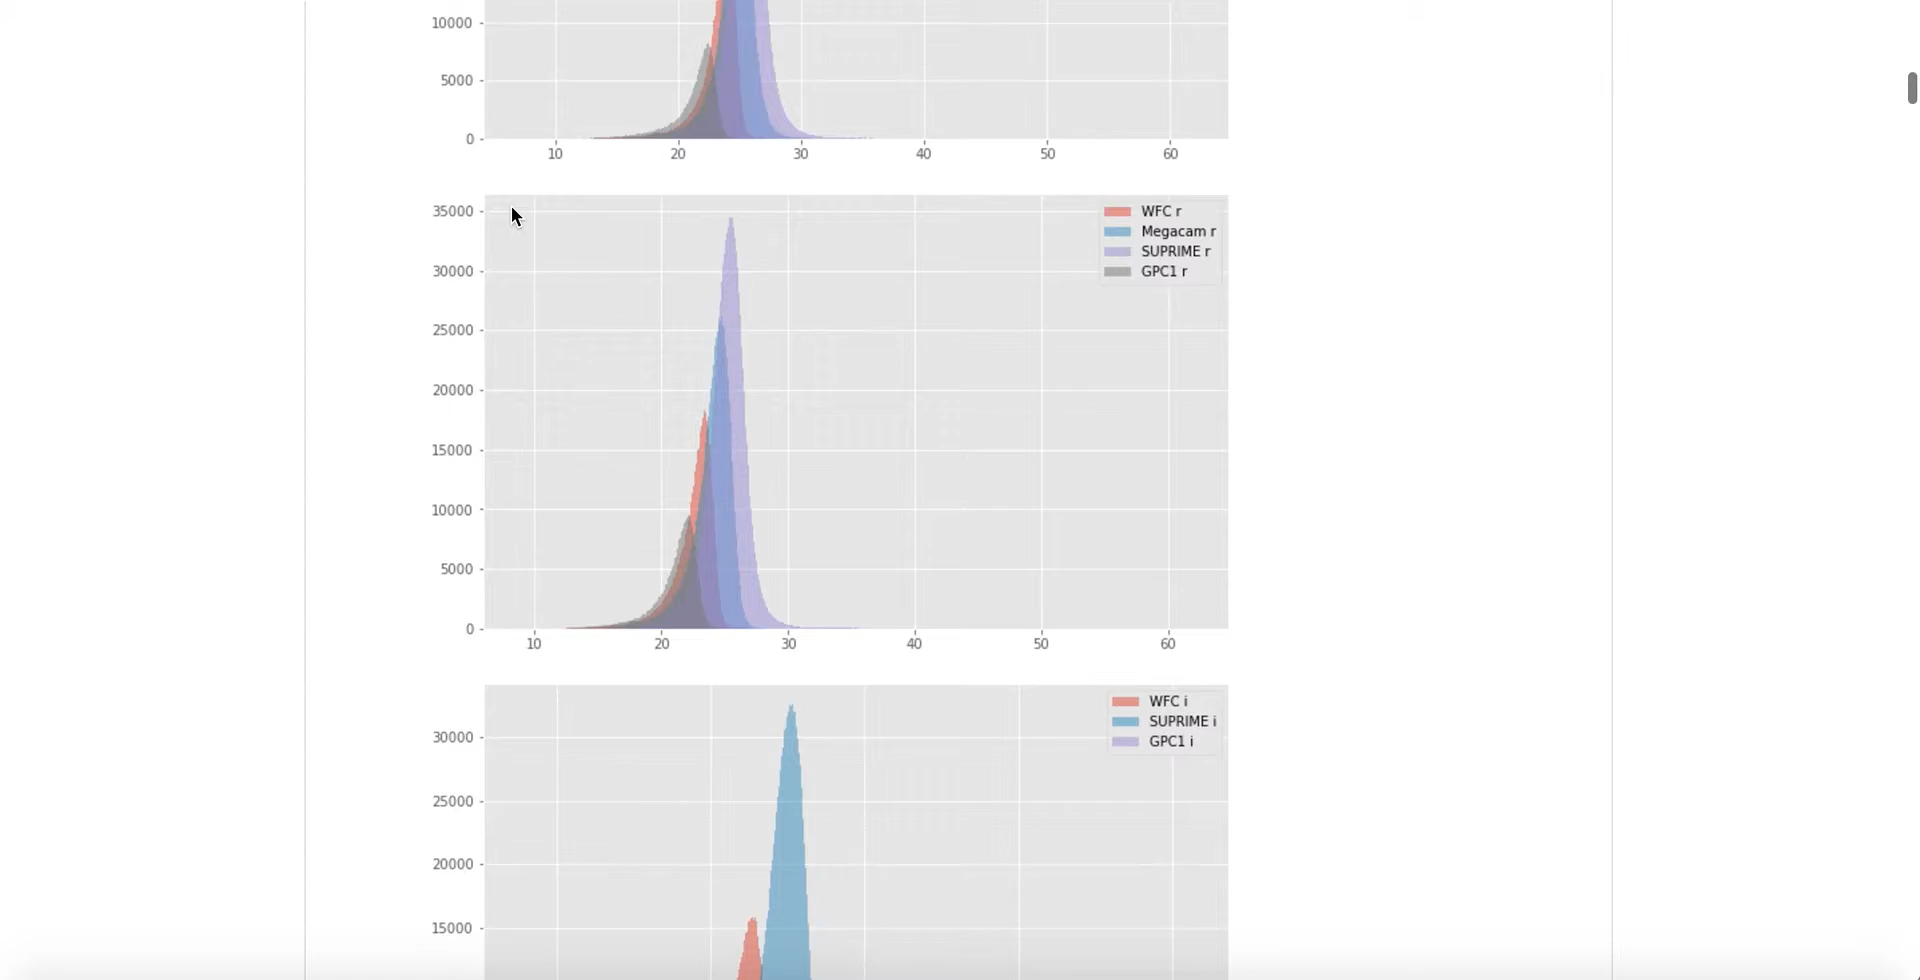 10000
5000
0
10 20 30 40 50 60
35000
30000
25000
20000
15000
10000
5000
0
10 20 30 40 50 60
WFC r
Megacam r
SUPRIME r
GPC1 r
30000
25000
20000
15000
WFC i
SUPRIME i
GPC1 i